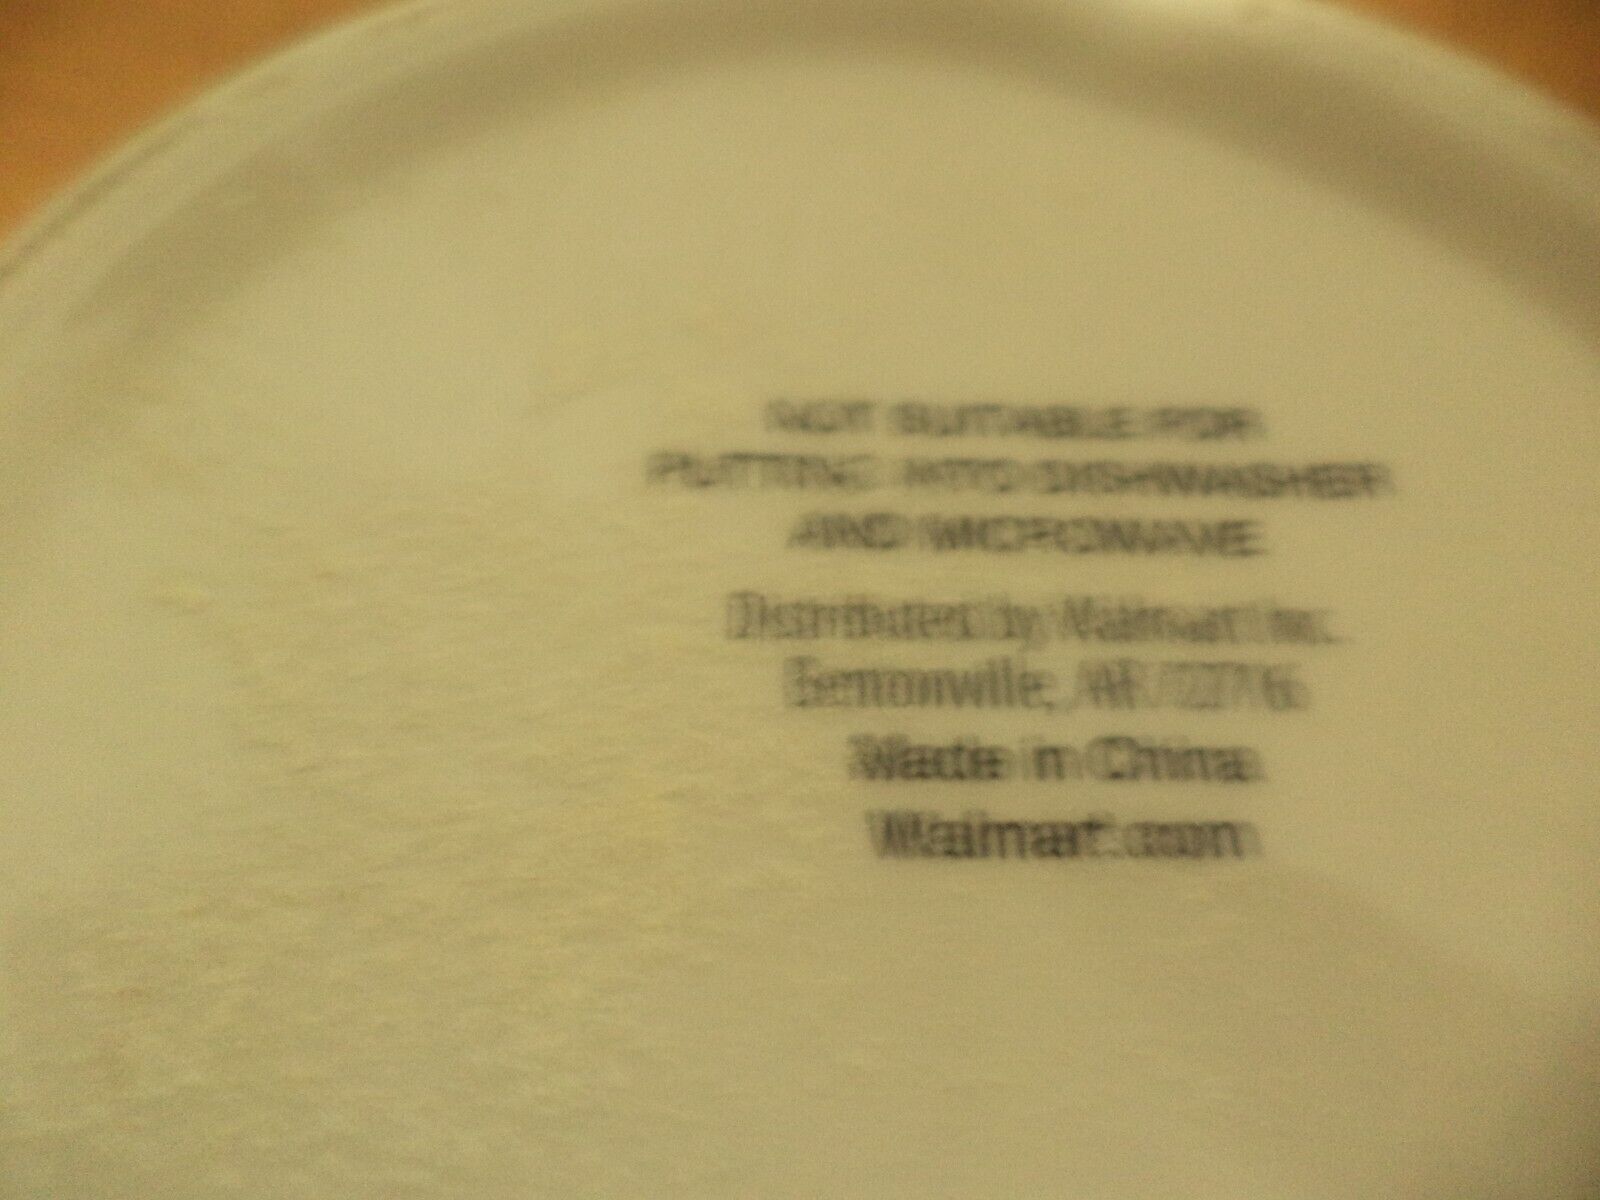 NOT SUITABLE FOR
PUTTING INTO DISHWASHER
AND MICROWAVE
Distributed by Walmart Inc.
Bentonville, AR 72716
Made in China
Walmart.com